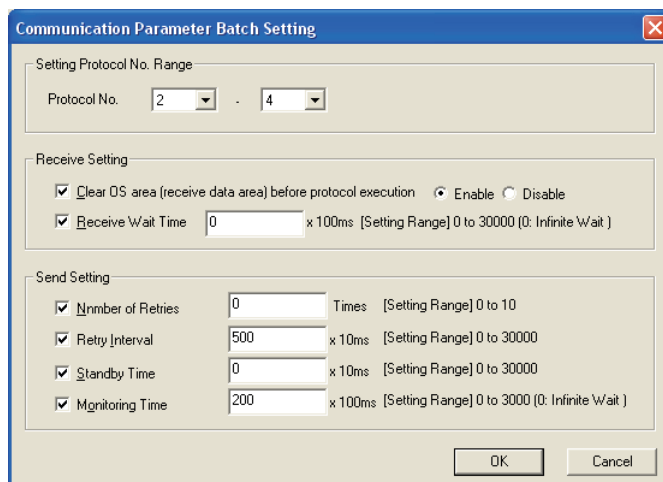 Communication Parameter Batch Setting
Setting Protocol No. Range
Protocol No. 2 - 4
Receive Setting
Clear OS area (receive data area) before protocol execution Enable Disable
Receive Wait Time 0 x 100ms [Setting Range] 0 to 30000 (0: Infinite Wait )
Send Setting
Nnmber of Retries 0 Times [Setting Range] 0 to 10
Retry Interval 500 x 10ms [Setting Range] 0 to 30000
Standby Time 0 x 10ms [Setting Range] 0 to 30000
Monitoring Time 200 x 100ms [Setting Range] 0 to 3000 (0: Infinite Wait )
OK Cancel